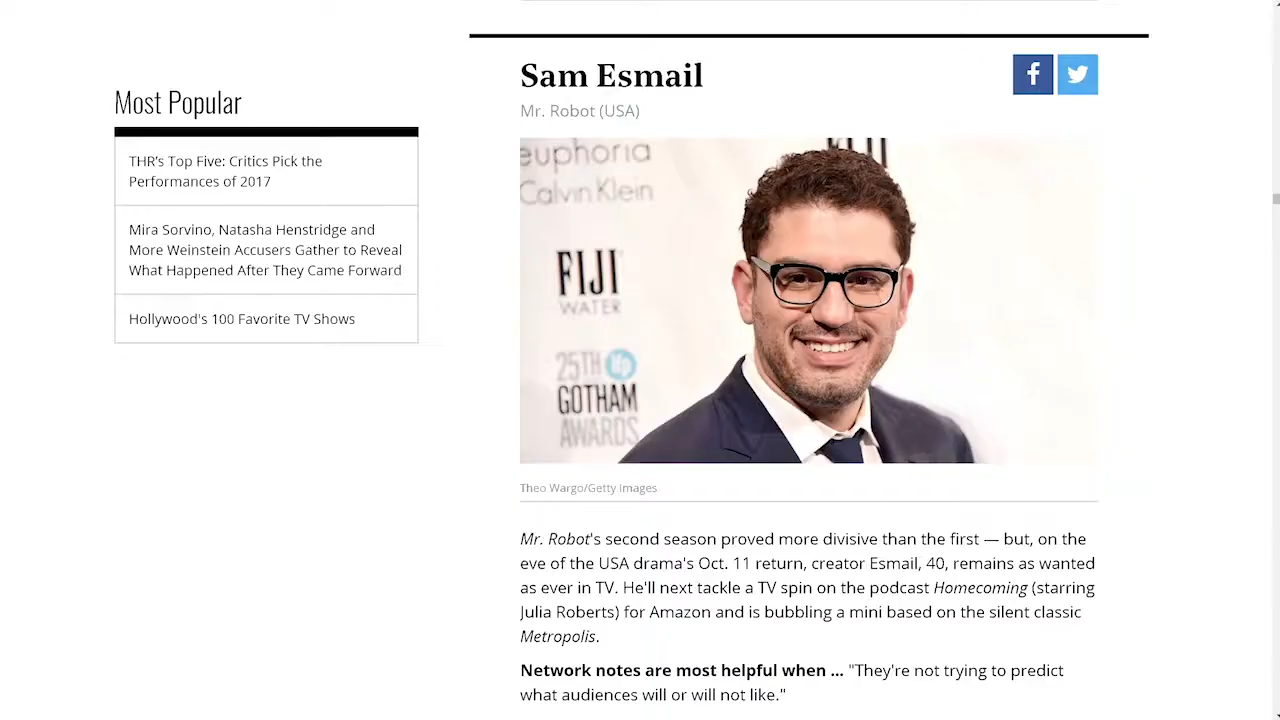 Most Popular
THR's Top Five: Critics Pick the
Performances of 2017
Mira Sorvino, Natasha Henstridge and
More Weinstein Accusers Gather to Reveal
What Happened After They Came Forward
Hollywood's 100 Favorite TV Shows
Sam Esmail
Mr. Robot (USA)
euphoria
Calvin Klein
FIJI
WATER
25TH
GOTHAM
AWARDS
Theo Wargo/Getty Images
Mr. Robot's second season proved more divisive than the first — but, on the
eve of the USA drama's Oct. 11 return, creator Esmail, 40, remains as wanted
as ever in TV. He'll next tackle a TV spin on the podcast Homecoming (starring
Julia Roberts) for Amazon and is bubbling a mini based on the silent classic
Metropolis.
Network notes are most helpful when ... "They're not trying to predict
what audiences will or will not like."